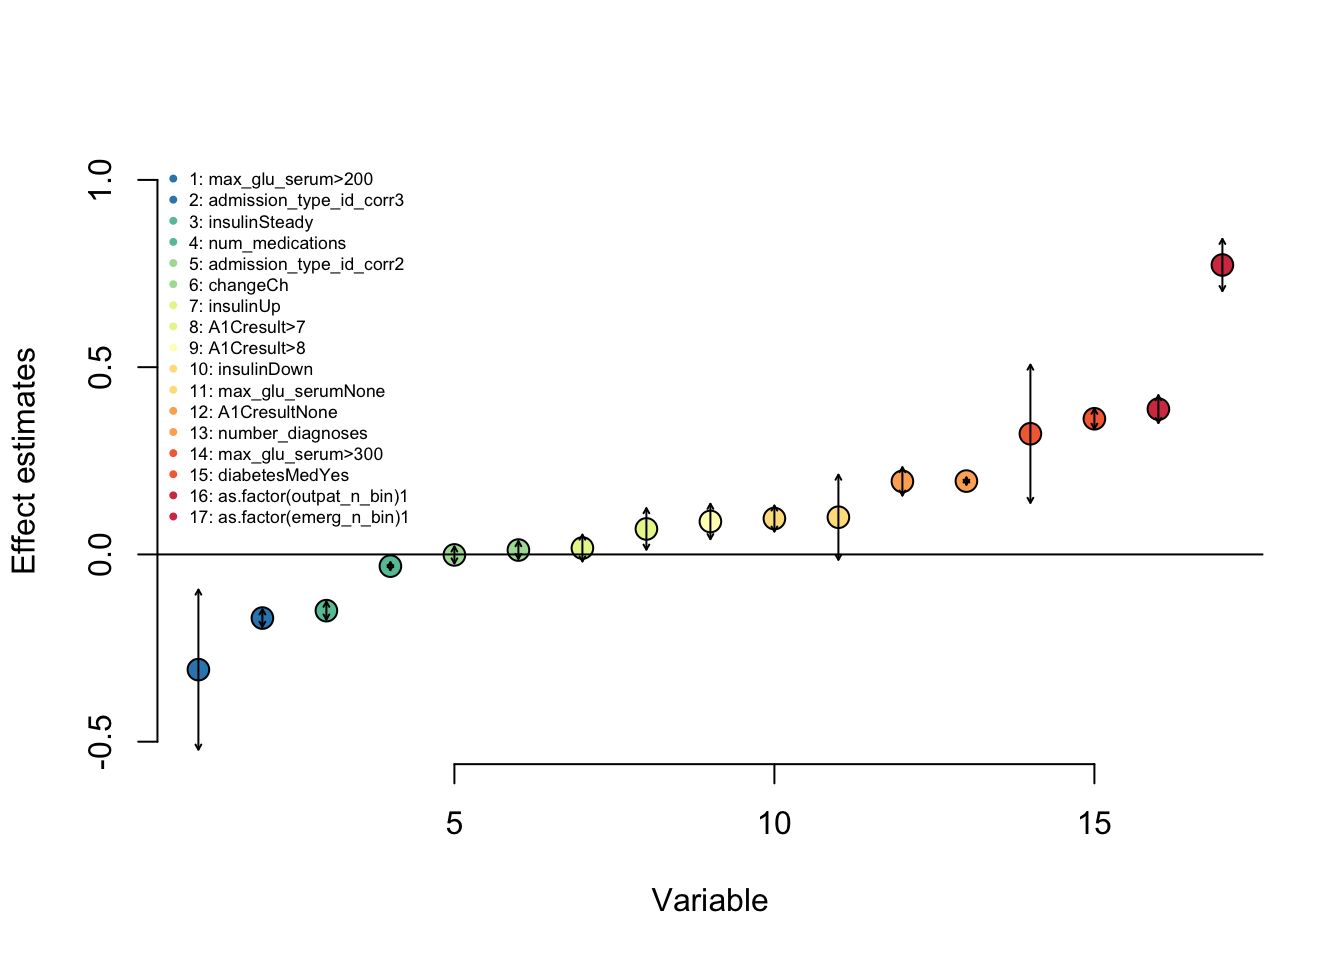 1.0
0.5
0.0
-0.5
Effect estimates
1: max_glu_serum>200
2: admission_type_id_corr3
3: insulinSteady
4: num_medications
5: admission_type_id_corr2
6: changeCh
7: insulinUp
8: A1Cresult>7
9: A1Cresult>8
10: insulinDown
11: max_glu_serumNone
12: A1CresultNone
13: number_diagnoses
14: max_glu_serum>300
15: diabetesMedYes
16: as.factor(outpat_n_bin)1
17: as.factor(emerg_n_bin)1
5 10 15
Variable